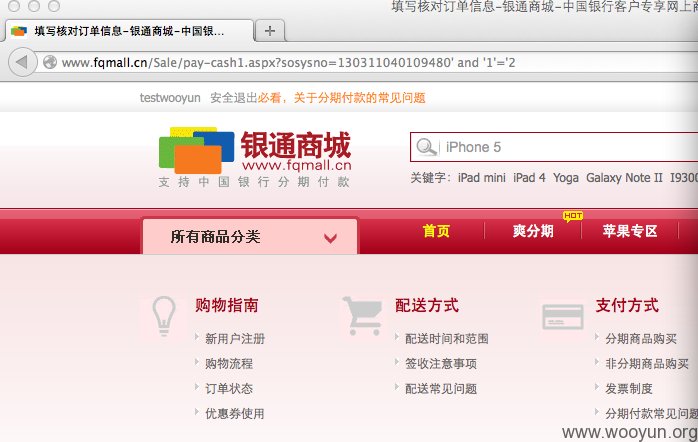 填写核对订单信息-银通商城-中国银行客户专享网上商
填写核对订单信息-银通商城-中国银...
www.fqmall.cn/Sale/pay-cash1.aspx?sosysno=130311040109480' and '1'='2
testwooyun 安全退出必看，关于分期付款的常见问题
银通商城
www.fqmall.cn
支持中国银行分期付款
iPhone 5
关键字： iPad mini iPad 4 Yoga Galaxy Note II I9300
HOT
所有商品分类 首页 爽分期 苹果专区
购物指南 配送方式 支付方式
新用户注册 配送时间和范围 分期商品购买
购物流程 签收注意事项 非分期商品购买
订单状态 配送常见问题 发票制度
优惠券使用 分期付款常见问题
www.wooyun.org